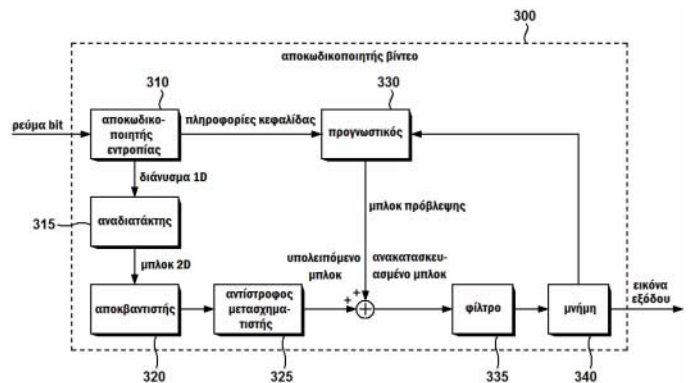 300
αποκωδικοποιητής βίντεο
310
330
ρεύμα bit
αποκωδικο-
ποιητής
εντροπίας
πληροφορίες κεφαλίδας
προγνωστικός
διάνυσμα 1D
315
αναδιατάκτης
μπλοκ πρόβλεψης
μπλοκ 2D
υπολειπόμενο
μπλοκ
ανακατασκευ-
ασμένο μπλοκ
εικόνα
εξόδου
αποκβαντιστής
αντίστροφος
μετασχημα-
τιστής
+
+
φίλτρο
μνήμη
320
325
335
340